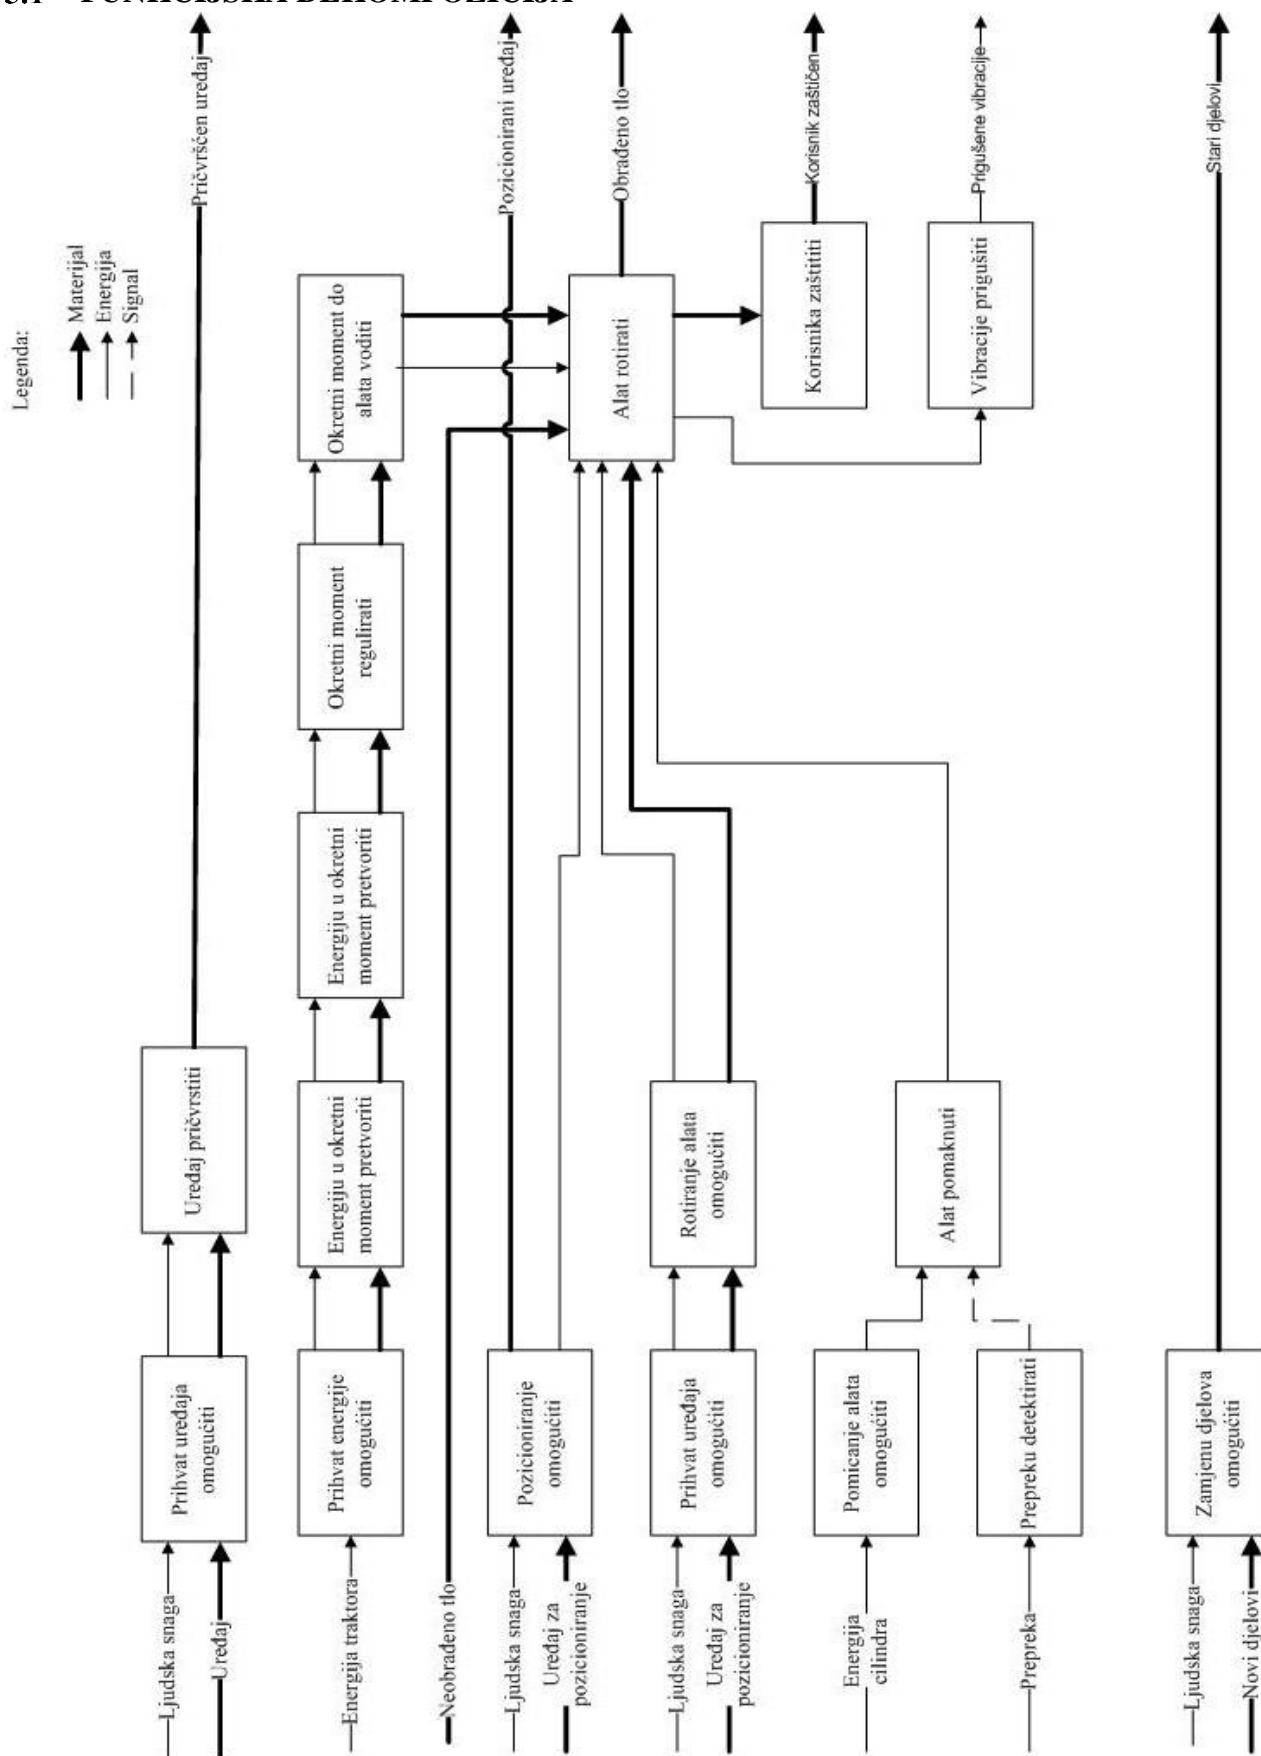 FUNKCIJSKA DEKOMPOZICIJA
Legenda:
Materijal
Energija
Signal
Ljudska snaga
Uređaj
Prihvat uređaja
omogućiti
Uređaj pričvrstiti
Pričvršćen uređaj
Energija traktora
Prihvat energije
omogućiti
Energiju u okretni
moment pretvoriti
Energiju u okretni
moment pretvoriti
Okretni moment
regulirati
Okretni moment do
alata voditi
Neobrađeno tlo
Ljudska snaga
Uređaj za
pozicioniranje
Pozicioniranje
omogućiti
Pozicionirani uređaj
Alat rotirati
Obrađeno tlo
Ljudska snaga
Uređaj za
pozicioniranje
Prihvat uređaja
omogućiti
Rotiranje alata
omogućiti
Korisnika zaštititi
Korisnik zaštičen
Energija
cilindra
Pomicanje alata
omogućiti
Alat pomaknuti
Vibracije prigušiti
Prigušene vibracije
Prepreka
Prepreku detektirati
Ljudska snaga
Novi djelovi
Zamjenu djelova
omogućiti
Stari djelovi